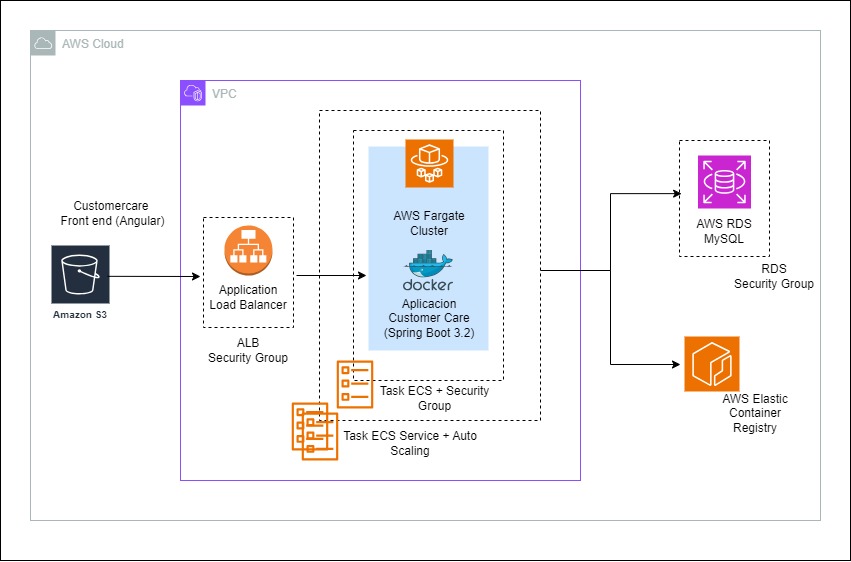 AWS Cloud
VPC
Customercare
Front end (Angular)
Amazon S3
Application
Load Balancer
ALB
Security Group
AWS Fargate
Cluster
docker
Aplicacion
Customer Care
(Spring Boot 3.2)
Task ECS + Security
Group
Task ECS Service + Auto
Scaling
AWS RDS
MySQL
RDS
Security Group
AWS Elastic
Container
Registry